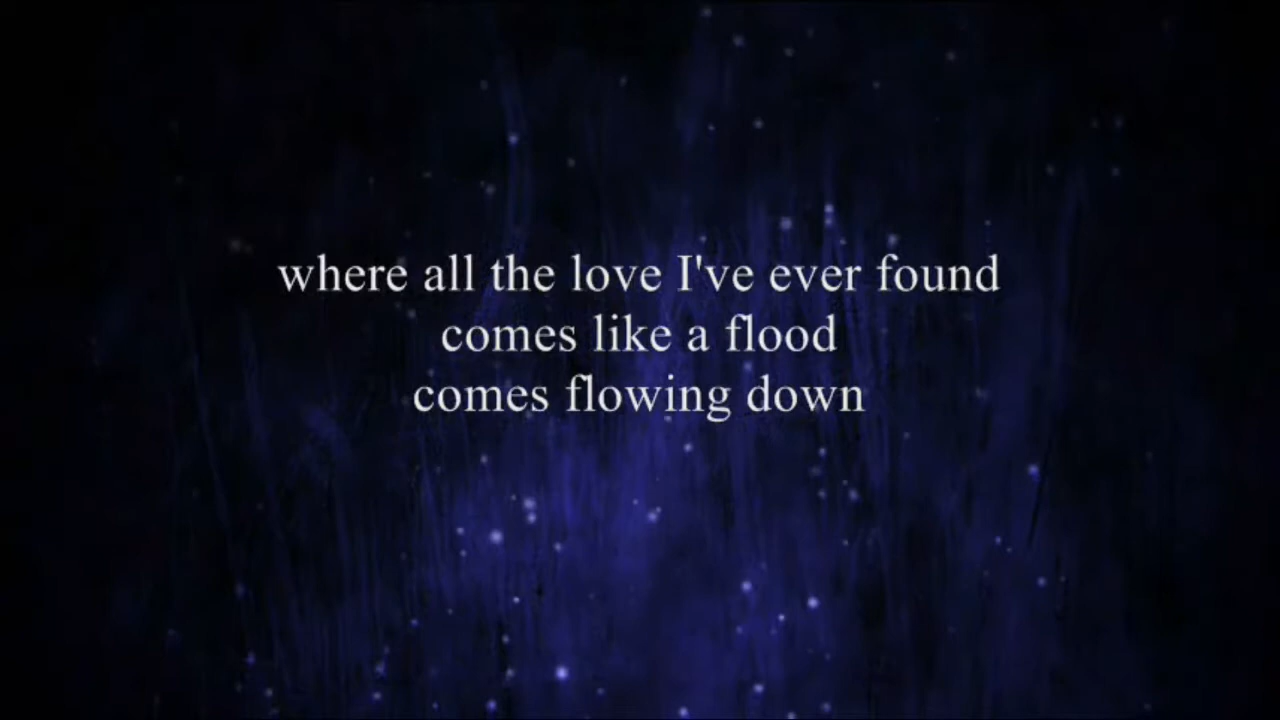 where all the love I've ever found
comes like a flood
comes flowing down